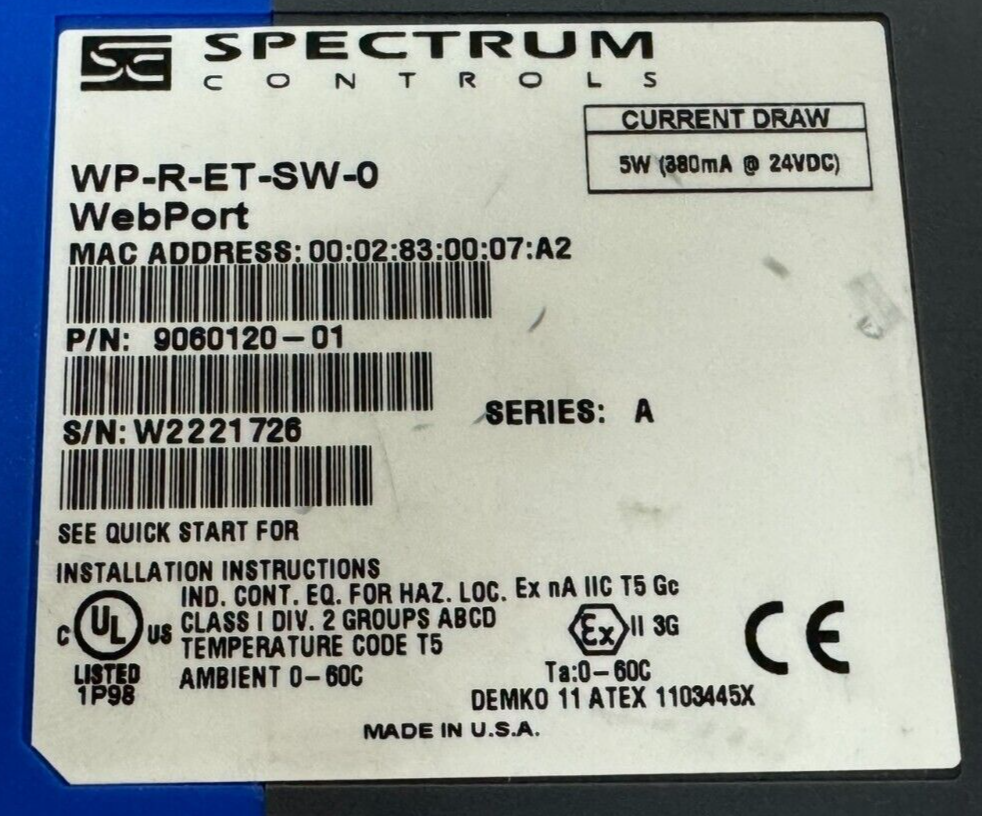 SC SPECTRUM
CONTROLS
CURRENT DRAW
5W (380mA @ 24VDC)
WP-R-ET-SW-0
WebPort
MAC ADDRESS: 00:02:83:00:07:A2
P/N: 9060120-01
SERIES: A
S/N: W2221726
SEE QUICK START FOR
INSTALLATION INSTRUCTIONS
IND. CONT. EQ. FOR HAZ. LOC.
CLASS I DIV. 2 GROUPS ABCD
TEMPERATURE CODE T5
AMBIENT 0-60C
C UL US
LISTED
1P98
Ex nA IIC T5 Gc
Ex II 3G
Ta:0-60C
DEMKO 11 ATEX 1103445X
CE
MADE IN U.S.A.